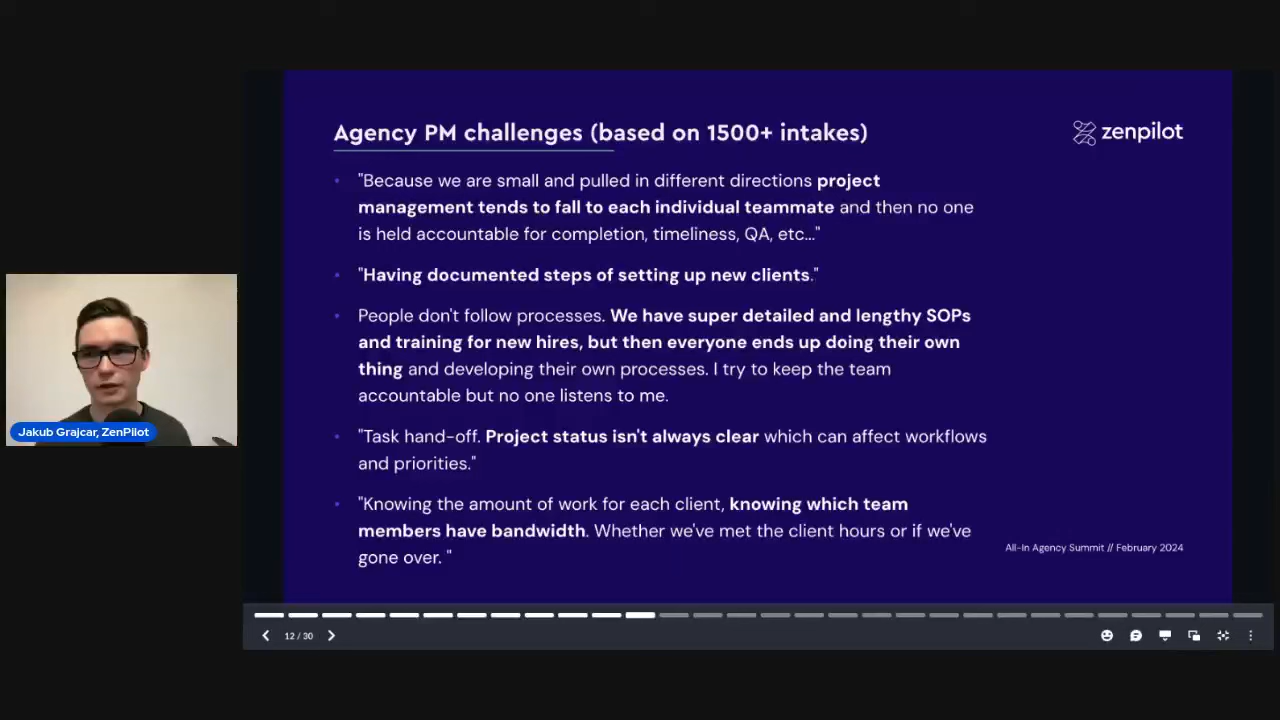 Agency PM challenges (based on 1500+ intakes)
zenpilot
• "Because we are small and pulled in different directions project
management tends to fall to each individual teammate and then no one
is held accountable for completion, timeliness, QA, etc..."
• "Having documented steps of setting up new clients."
• People don't follow processes. We have super detailed and lengthy SOPs
and training for new hires, but then everyone ends up doing their own
thing and developing their own processes. I try to keep the team
accountable but no one listens to me.
• "Task hand-off. Project status isn't always clear which can affect workflows
and priorities."
• "Knowing the amount of work for each client, knowing which team
members have bandwidth. Whether we've met the client hours or if we've
gone over. "
All-In Agency Summit // February 2024
Jakub Grajcar, ZenPilot
12 / 30